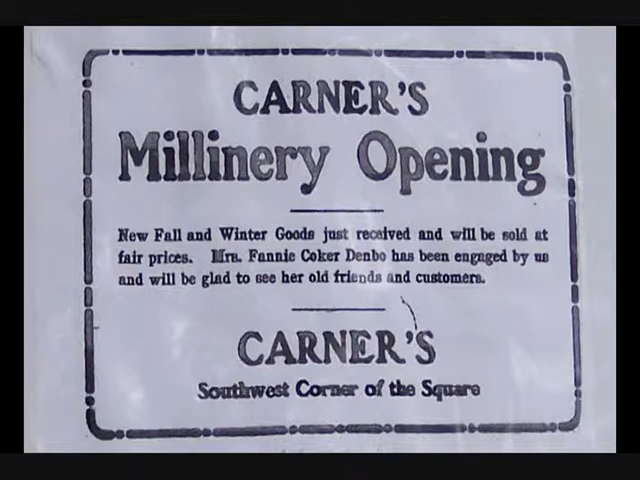 CARNER'S
Millinery Opening
New Fall and Winter Goods just received and will be sold at
fair prices. Mrs. Fannie Coker Denbo has been engaged by us
and will be glad to see her old friends and customers.
CARNER'S
Southwest Corner of the Square